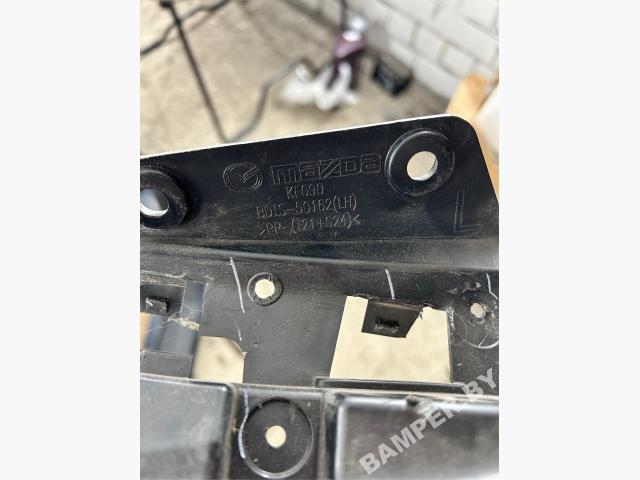 mazda
KF090
BDTS-50162(LH)
>PP-(T21+S24)<
L
BAMPER.BY